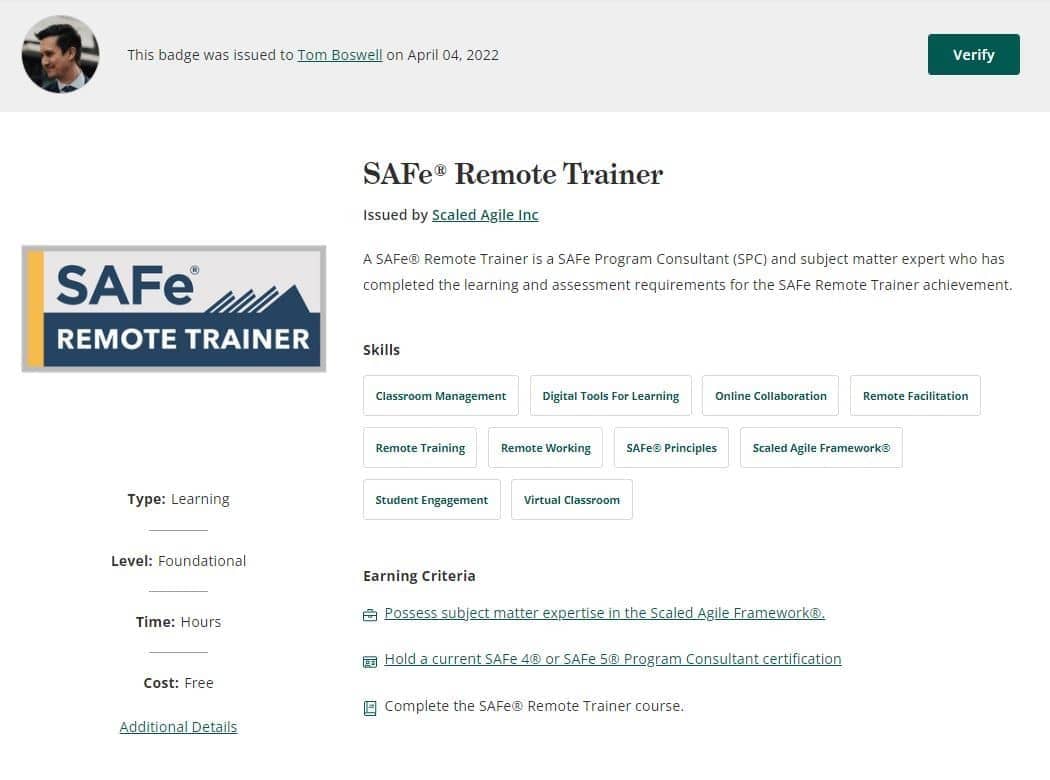 This badge was issued to Tom Boswell on April 04, 2022
Verify
SAFe® Remote Trainer
Issued by Scaled Agile Inc
A SAFe® Remote Trainer is a SAFe Program Consultant (SPC) and subject matter expert who has
completed the learning and assessment requirements for the SAFe Remote Trainer achievement.
SAFe®
REMOTE TRAINER
Skills
Classroom Management
Digital Tools For Learning
Online Collaboration
Remote Facilitation
Remote Training
Remote Working
SAFe® Principles
Scaled Agile Framework®
Student Engagement
Virtual Classroom
Type: Learning
Level: Foundational
Time: Hours
Cost: Free
Additional Details
Earning Criteria
Possess subject matter expertise in the Scaled Agile Framework®.
Hold a current SAFe 4® or SAFe 5® Program Consultant certification
Complete the SAFe® Remote Trainer course.